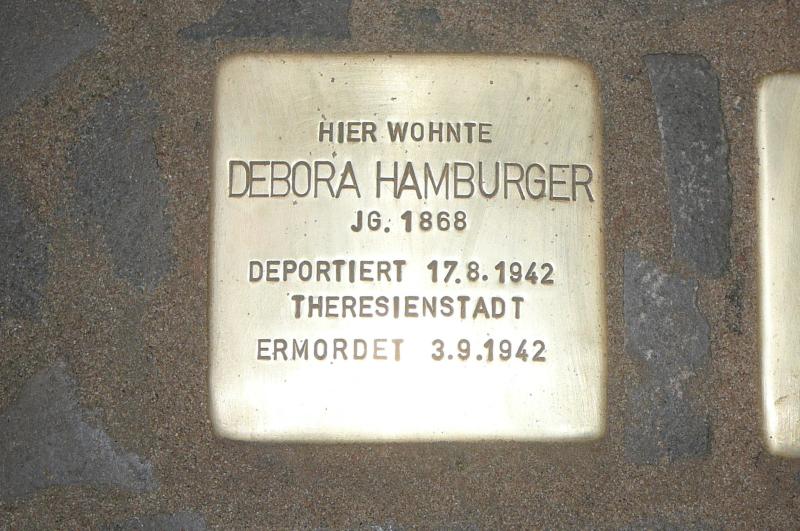 HIER WOHNTE
DEBORA HAMBURGER
JG. 1868
DEPORTIERT 17.8.1942
THERESIENSTADT
ERMORDET 3.9.1942